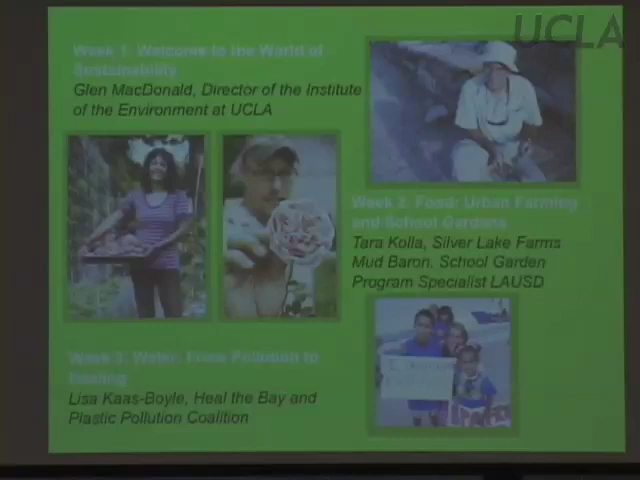 UCLA
Week 1: Welcome to the World of
Sustainability
Glen MacDonald, Director of the Institute
of the Environment at UCLA
Week 2: Food: Urban Farming
and School Gardens
Tara Kolla, Silver Lake Farms
Mud Baron, School Garden
Program Specialist LAUSD
Week 3: Water: From Pollution to
Healing
Lisa Kaas-Boyle, Heal the Bay and
Plastic Pollution Coalition